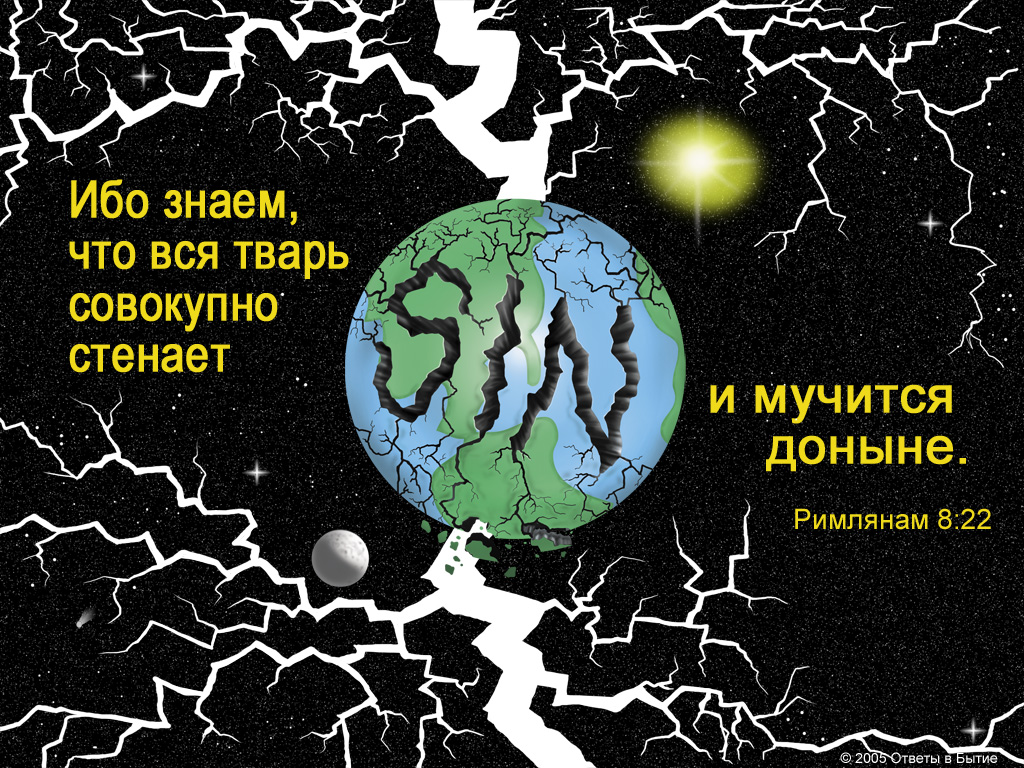 Ибо знаем,
что вся тварь
совокупно
стенает
SIN
и мучится
доныне.
Римлянам 8:22
© 2005 Ответы в Бытие